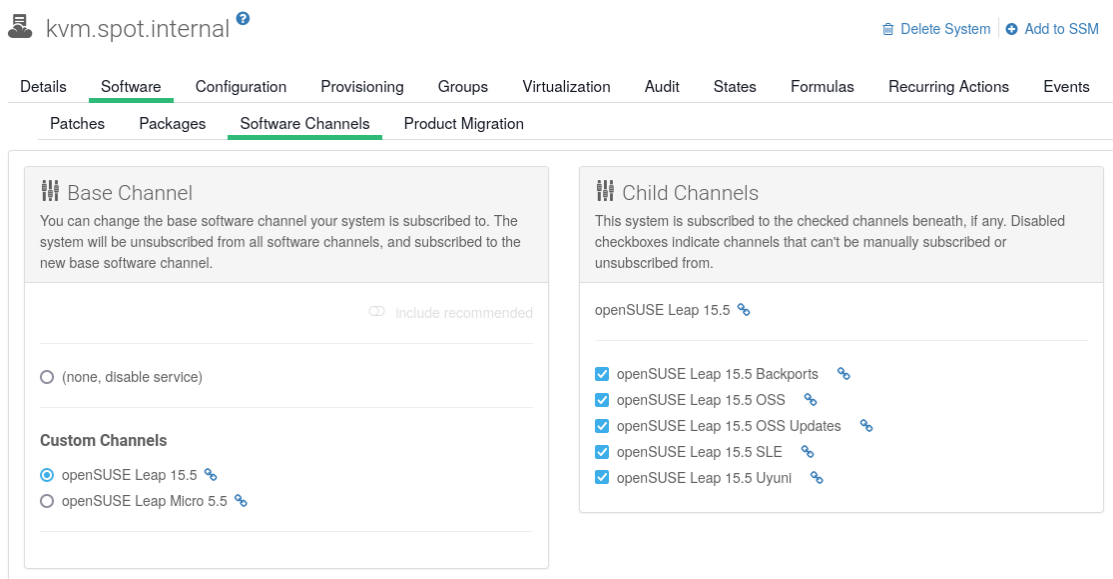 kvm.spot.internal ?
Delete System Add to SSM
Details Software Configuration Provisioning Groups Virtualization Audit States Formulas Recurring Actions Events
Patches Packages Software Channels Product Migration
Base Channel
You can change the base software channel your system is subscribed to. The
system will be unsubscribed from all software channels, and subscribed to the
new base software channel.
include recommended
(none, disable service)
Custom Channels
openSUSE Leap 15.5
openSUSE Leap Micro 5.5
Child Channels
This system is subscribed to the checked channels beneath, if any. Disabled
checkboxes indicate channels that can't be manually subscribed or
unsubscribed from.
openSUSE Leap 15.5
openSUSE Leap 15.5 Backports
openSUSE Leap 15.5 OSS
openSUSE Leap 15.5 OSS Updates
openSUSE Leap 15.5 SLE
openSUSE Leap 15.5 Uyuni